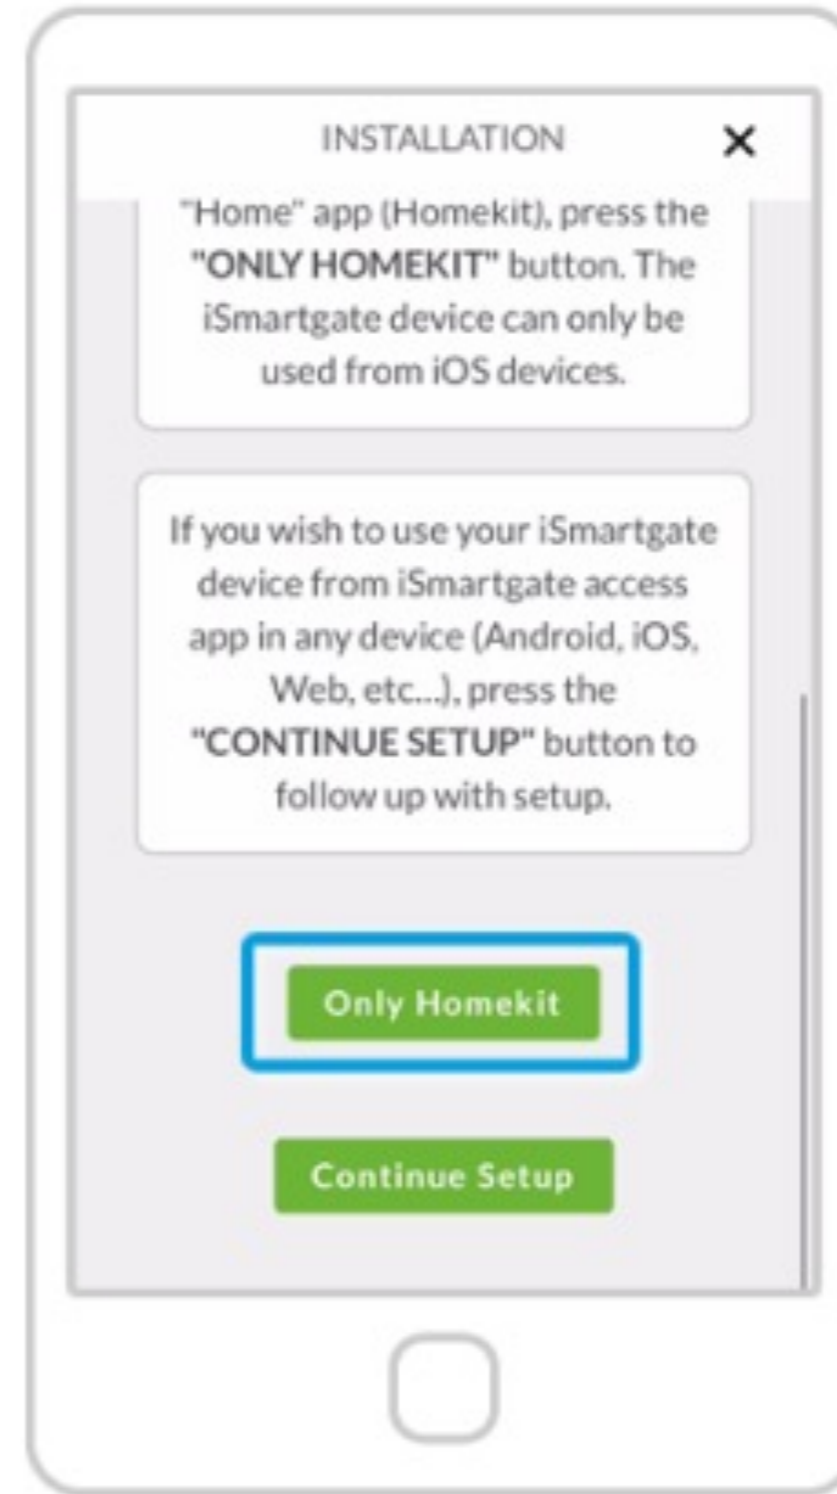 INSTALLATION
"Home" app (Homekit), press the
"ONLY HOMEKIT" button. The
iSmartgate device can only be
used from iOS devices.
If you wish to use your iSmartgate
device from iSmartgate access
app in any device (Android, iOS,
Web, etc...), press the
"CONTINUE SETUP" button to
follow up with setup.
Only Homekit
Continue Setup